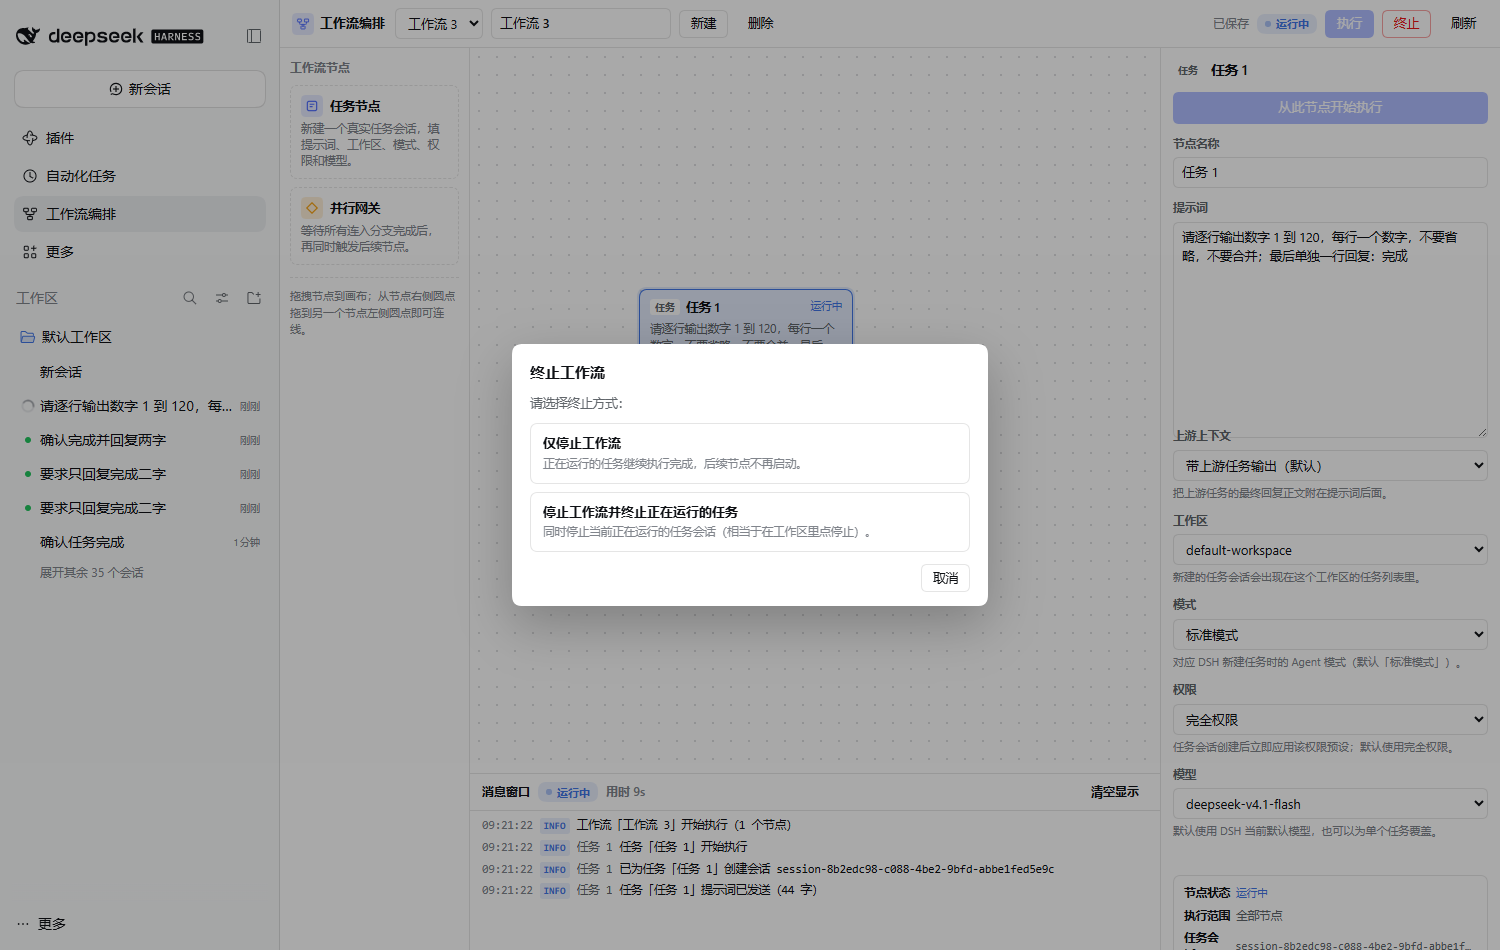 deepseek HARNESS
新会话
插件
自动化任务
工作流编排
更多
工作区
默认工作区
新会话
请逐行输出数字 1 到 120，每... 刚刚
确认完成并回复两字 刚刚
要求只回复完成二字 刚刚
要求只回复完成二字 刚刚
确认任务完成 1分钟
展开其余 35 个会话
··· 更多
工作流编排 工作流 3 工作流 3 新建 删除 已保存 运行中 执行 终止 刷新
工作流节点
任务节点
新建一个真实任务会话，填
提示词、工作区、模式、权
限和模型。
并行网关
等待所有连入分支完成后，
再同时触发后续节点。
拖拽节点到画布；从节点右侧圆点
拖到另一个节点左侧圆点即可连
线。
任务 任务 1 运行中
请逐行输出数字 1 到 120，每行一个
终止工作流
请选择终止方式：
仅停止工作流
正在运行的任务继续执行完成，后续节点不再启动。
停止工作流并终止正在运行的任务
同时停止当前正在运行的任务会话（相当于在工作区里点停止）。
取消
消息窗口 运行中 用时 9s 清空显示
09:21:22 INFO 工作流「工作流 3」开始执行（1 个节点）
09:21:22 INFO 任务 1 任务「任务 1」开始执行
09:21:22 INFO 任务 1 已为任务「任务 1」创建会话 session-8b2edc98-c088-4be2-9bfd-abbe1fed5e9c
09:21:22 INFO 任务 1 任务「任务 1」提示词已发送（44 字）
任务 任务 1
从此节点开始执行
节点名称
任务 1
提示词
请逐行输出数字 1 到 120，每行一个数字，不要省
略，不要合并；最后单独一行回复：完成
上游上下文
带上游任务输出（默认）
把上游任务的最终回复正文附在提示词后面。
工作区
default-workspace
新建的任务会话会出现在这个工作区的任务列表里。
模式
标准模式
对应 DSH 新建任务时的 Agent 模式（默认「标准模式」）。
权限
完全权限
任务会话创建后立即应用该权限预设；默认使用完全权限。
模型
deepseek-v4.1-flash
默认使用 DSH 当前默认模型，也可以为单个任务覆盖。
节点状态 运行中
执行范围 全部节点
任务会 session-8b2edc98-c088-4be2-9bfd-abbe1f…